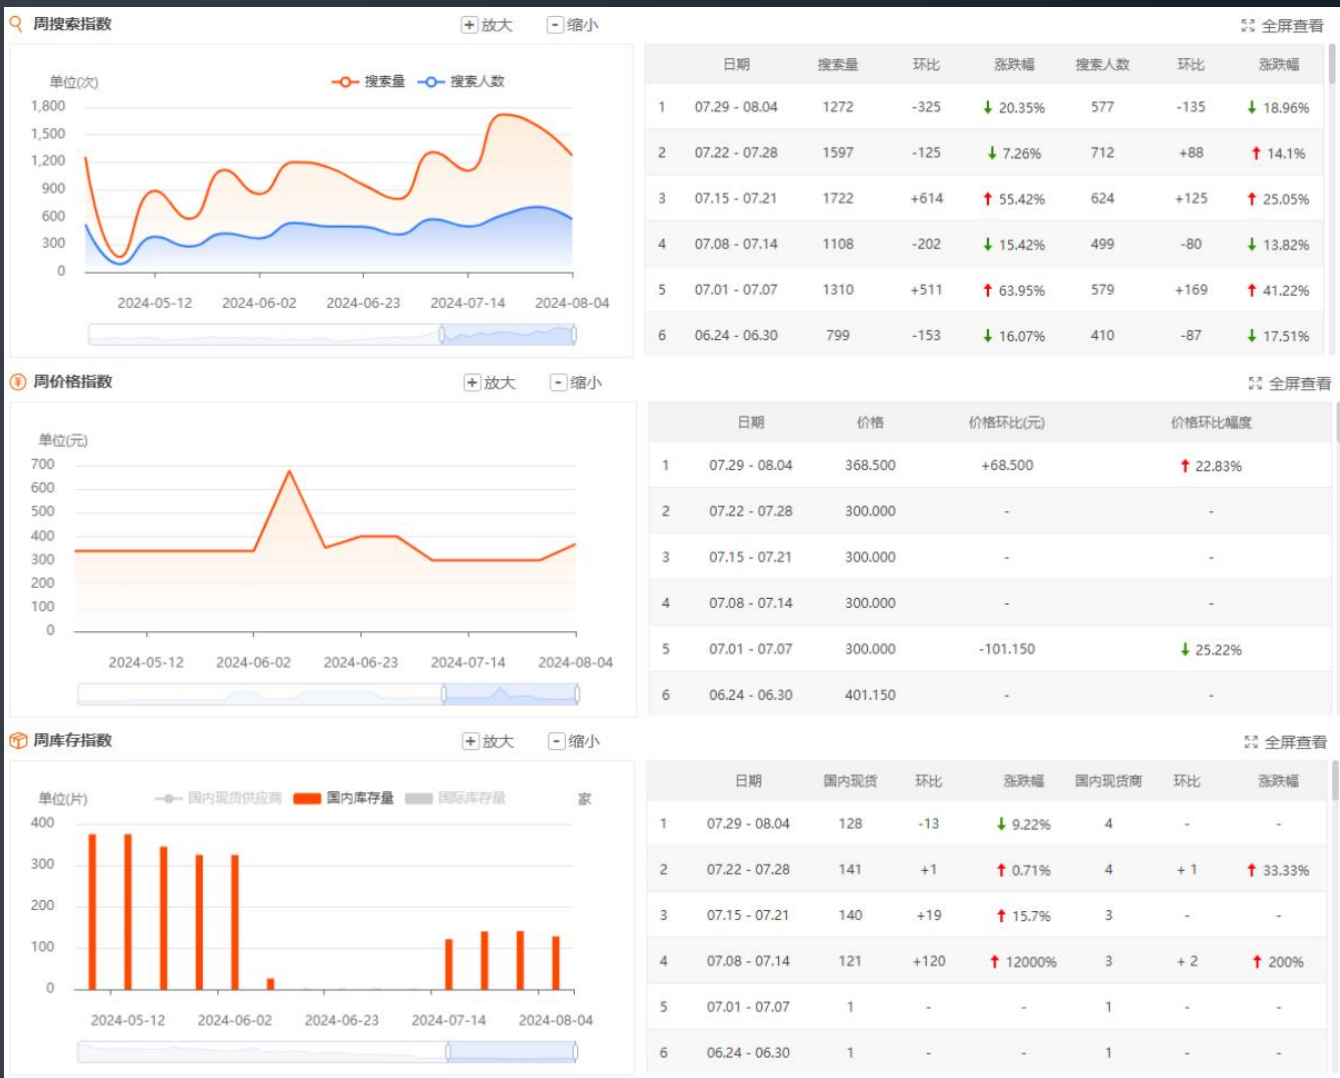 周搜索指数 + 放大 - 缩小 全屏查看
单位(次) 搜索量 搜索人数
1,800
1,500
1,200
900
600
300
0
2024-05-12 2024-06-02 2024-06-23 2024-07-14 2024-08-04
日期 搜索量 环比 涨跌幅 搜索人数 环比 涨跌幅
1 07.29 - 08.04 1272 -325 ↓ 20.35% 577 -135 ↓ 18.96%
2 07.22 - 07.28 1597 -125 ↓ 7.26% 712 +88 ↑ 14.1%
3 07.15 - 07.21 1722 +614 ↑ 55.42% 624 +125 ↑ 25.05%
4 07.08 - 07.14 1108 -202 ↓ 15.42% 499 -80 ↓ 13.82%
5 07.01 - 07.07 1310 +511 ↑ 63.95% 579 +169 ↑ 41.22%
6 06.24 - 06.30 799 -153 ↓ 16.07% 410 -87 ↓ 17.51%
¥ 周价格指数 + 放大 - 缩小 全屏查看
单位(元)
700
600
500
400
300
200
100
0
2024-05-12 2024-06-02 2024-06-23 2024-07-14 2024-08-04
日期 价格 价格环比(元) 价格环比幅度
1 07.29 - 08.04 368.500 +68.500 ↑ 22.83%
2 07.22 - 07.28 300.000 - -
3 07.15 - 07.21 300.000 - -
4 07.08 - 07.14 300.000 - -
5 07.01 - 07.07 300.000 -101.150 ↓ 25.22%
6 06.24 - 06.30 401.150 - -
周库存指数 + 放大 - 缩小 全屏查看
单位(片) 国内现货供应商 国内库存量 国际库存量 家
400
300
200
100
0
2024-05-12 2024-06-02 2024-06-23 2024-07-14 2024-08-04
日期 国内现货 环比 涨跌幅 国内现货商 环比 涨跌幅
1 07.29 - 08.04 128 -13 ↓ 9.22% 4 - -
2 07.22 - 07.28 141 +1 ↑ 0.71% 4 + 1 ↑ 33.33%
3 07.15 - 07.21 140 +19 ↑ 15.7% 3 - -
4 07.08 - 07.14 121 +120 ↑ 12000% 3 + 2 ↑ 200%
5 07.01 - 07.07 1 - - 1 - -
6 06.24 - 06.30 1 - - 1 - -